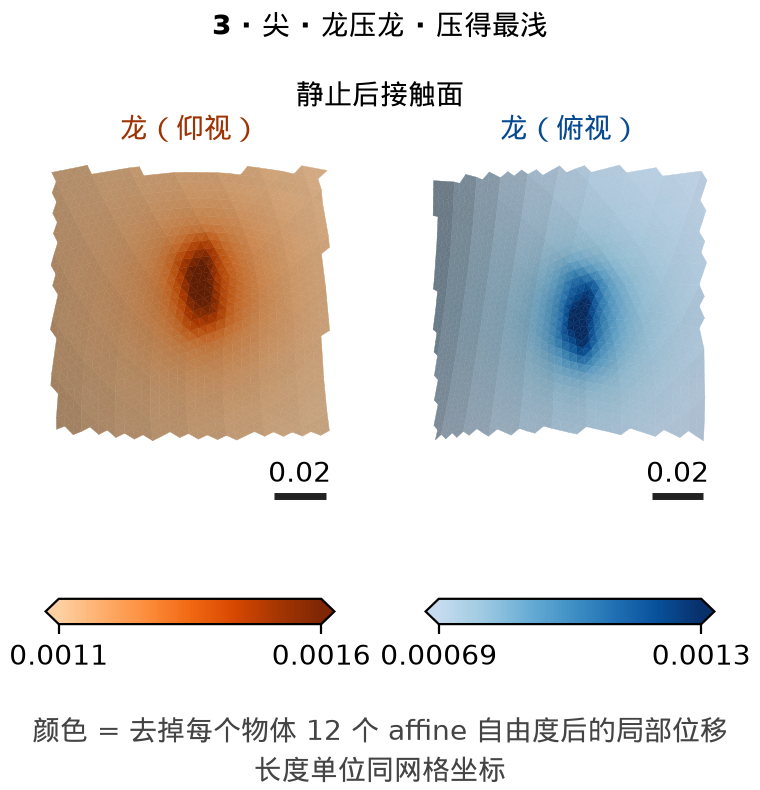 3 · 尖 · 龙压龙 · 压得最浅
静止后接触面
龙（仰视） 龙（俯视）
0.02 0.02
0.0011 0.0016 0.00069 0.0013
颜色 = 去掉每个物体 12 个 affine 自由度后的局部位移
长度单位同网格坐标